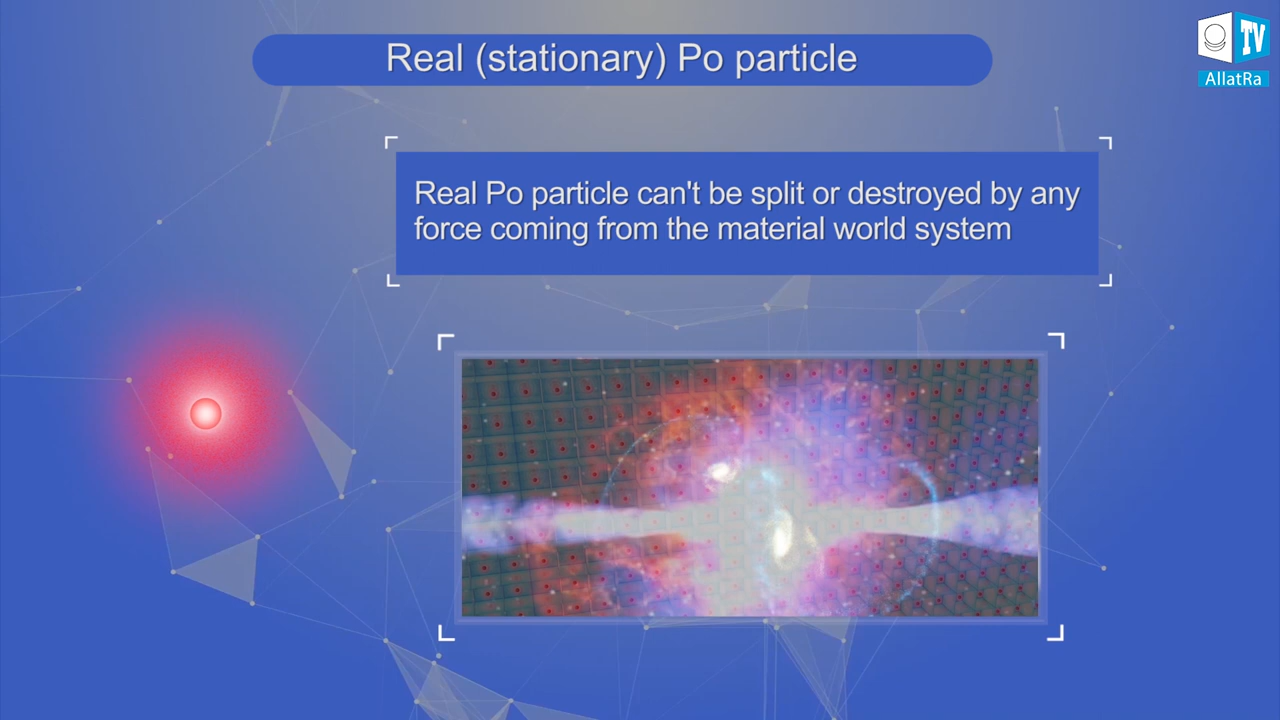 Real (stationary) Po particle
TV
AllatRa
Real Po particle can't be split or destroyed by any
force coming from the material world system